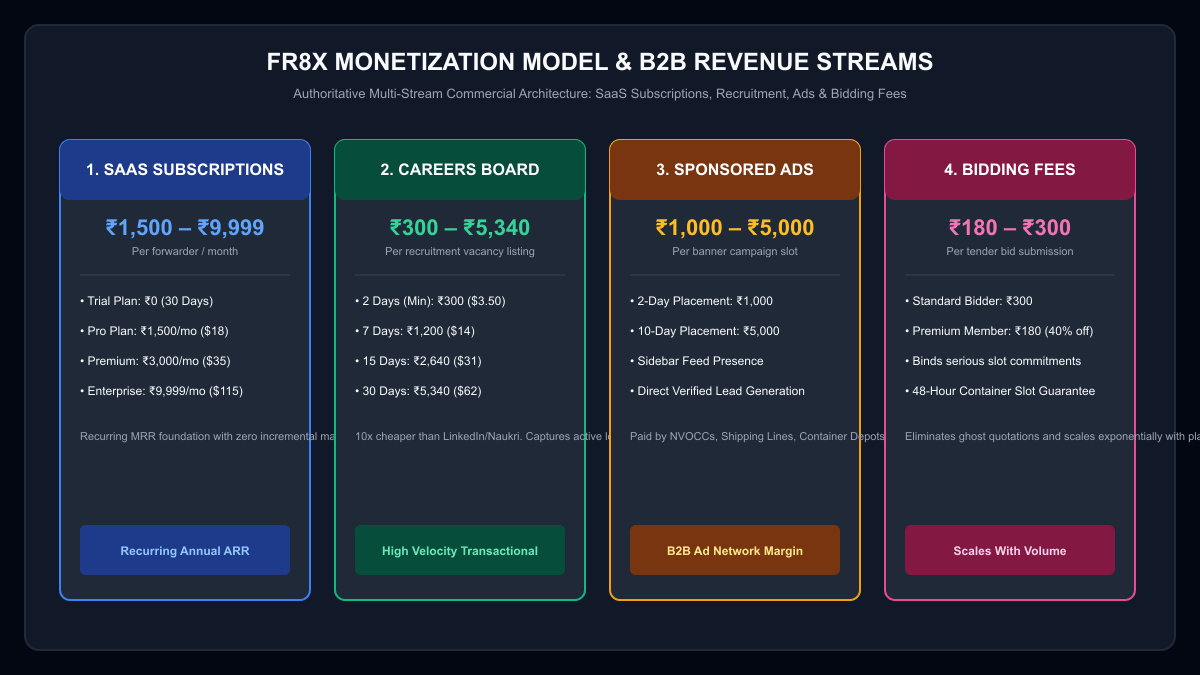 FR8X MONETIZATION MODEL & B2B REVENUE STREAMS
Authoritative Multi-Stream Commercial Architecture: SaaS Subscriptions, Recruitment, Ads & Bidding Fees
1. SAAS SUBSCRIPTIONS
₹1,500 – ₹9,999
Per forwarder / month
• Trial Plan: ₹0 (30 Days)
• Pro Plan: ₹1,500/mo ($18)
• Premium: ₹3,000/mo ($35)
• Enterprise: ₹9,999/mo ($115)
Recurring MRR foundation with zero incremental
Recurring Annual ARR
2. CAREERS BOARD
₹300 – ₹5,340
Per recruitment vacancy listing
• 2 Days (Min): ₹300 ($3.50)
• 7 Days: ₹1,200 ($14)
• 15 Days: ₹2,640 ($31)
• 30 Days: ₹5,340 ($62)
10x cheaper than LinkedIn/Naukri. Captures active
High Velocity Transactional
3. SPONSORED ADS
₹1,000 – ₹5,000
Per banner campaign slot
• 2-Day Placement: ₹1,000
• 10-Day Placement: ₹5,000
• Sidebar Feed Presence
• Direct Verified Lead Generation
Paid by NVOCCs, Shipping Lines, Container Depots
B2B Ad Network Margin
4. BIDDING FEES
₹180 – ₹300
Per tender bid submission
• Standard Bidder: ₹300
• Premium Member: ₹180 (40% off)
• Binds serious slot commitments
• 48-Hour Container Slot Guarantee
Eliminates ghost quotations and scales exponentially with
Scales With Volume